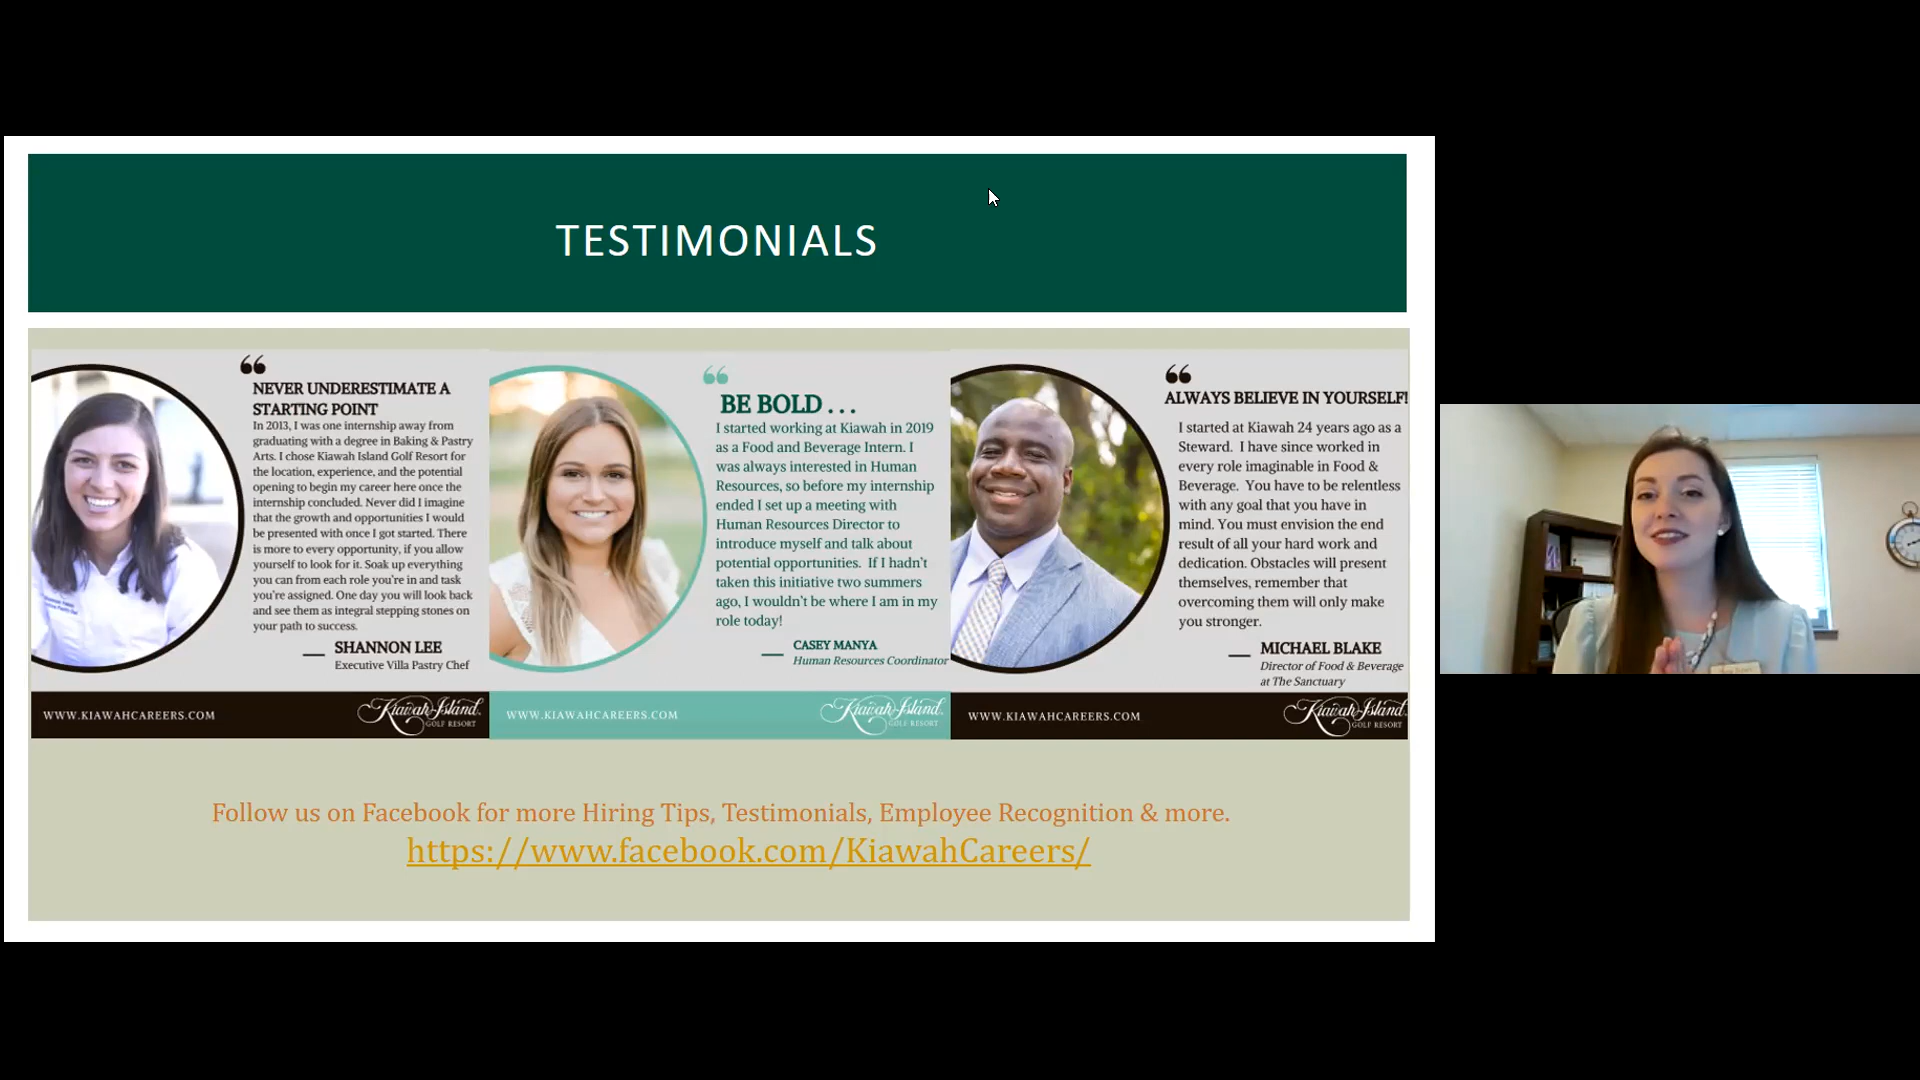 TESTIMONIALS
“
NEVER UNDERESTIMATE A
STARTING POINT
In 2013, I was one internship away from
graduating with a degree in Baking & Pastry
Arts. I chose Kiawah Island Golf Resort for
the location, experience, and the potential
opening to begin my career here once the
internship concluded. Never did I imagine
that the growth and opportunities I would
be presented with once I got started. There
is more to every opportunity, if you allow
yourself to look for it. Soak up everything
you can from each role you're in and task
you're assigned. One day you will look back
and see them as integral stepping stones on
your path to success.
— SHANNON LEE
Executive Villa Pastry Chef
WWW.KIAWAHCAREERS.COM
Kiawah Island
GOLF RESORT
“
BE BOLD . . .
I started working at Kiawah in 2019
as a Food and Beverage Intern. I
was always interested in Human
Resources, so before my internship
ended I set up a meeting with
Human Resources Director to
introduce myself and talk about
potential opportunities. If I hadn't
taken this initiative two summers
ago, I wouldn't be where I am in my
role today!
— CASEY MANYA
Human Resources Coordinator
WWW.KIAWAHCAREERS.COM
Kiawah Island
GOLF RESORT
“
ALWAYS BELIEVE IN YOURSELF!
I started at Kiawah 24 years ago as a
Steward. I have since worked in
every role imaginable in Food &
Beverage. You have to be relentless
with any goal that you have in
mind. You must envision the end
result of all your hard work and
dedication. Obstacles will present
themselves, remember that
overcoming them will only make
you stronger.
— MICHAEL BLAKE
Director of Food & Beverage
at The Sanctuary
WWW.KIAWAHCAREERS.COM
Kiawah Island
GOLF RESORT
Follow us on Facebook for more Hiring Tips, Testimonials, Employee Recognition & more.
https://www.facebook.com/KiawahCareers/